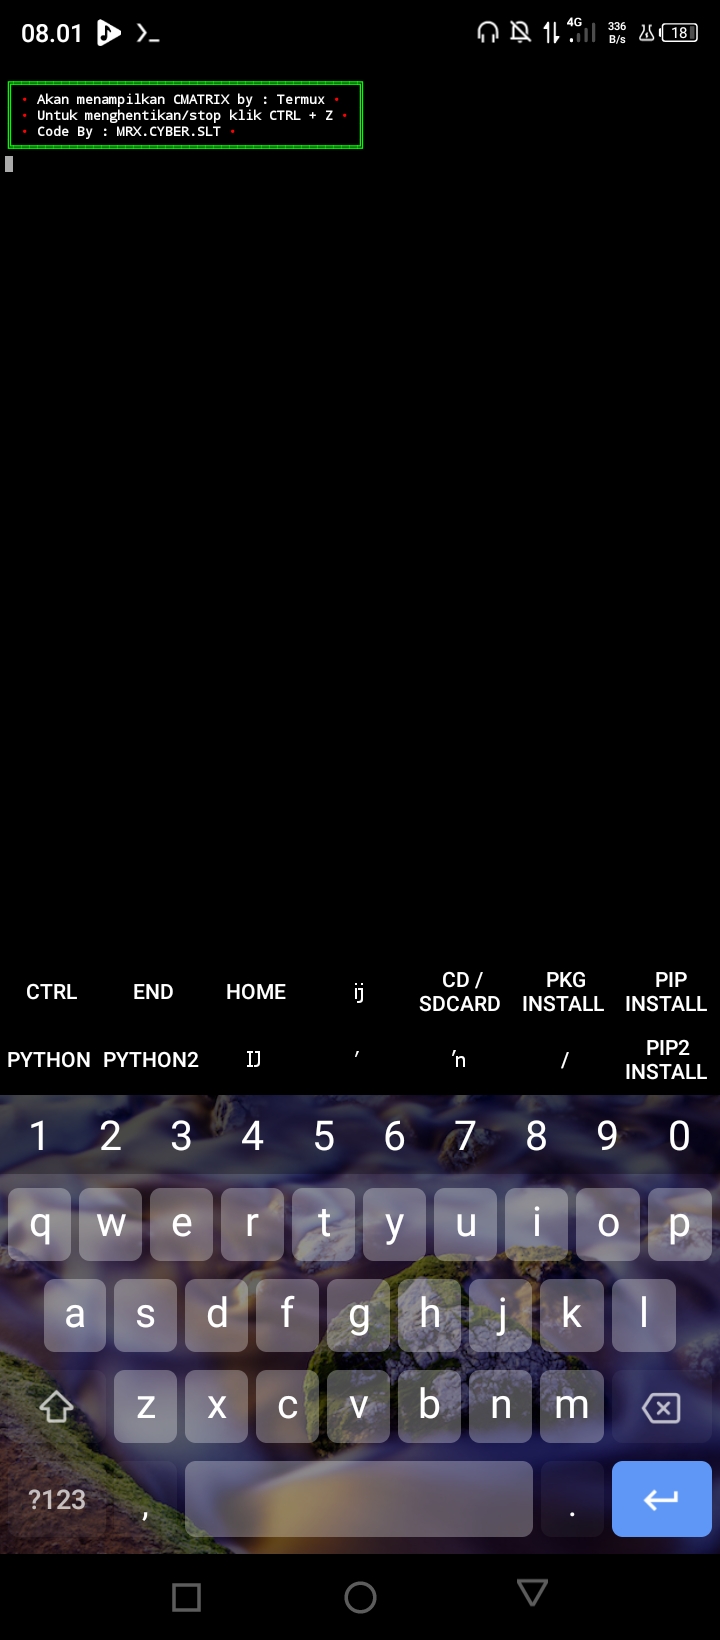 08.01 4G 336 B/s 18
• Akan menampilkan CMATRIX by : Termux •
• Untuk menghentikan/stop klik CTRL + Z •
• Code By : MRX.CYBER.SLT •
CTRL END HOME ij CD / SDCARD PKG INSTALL PIP INSTALL
PYTHON PYTHON2 IJ ʼ ŉ / PIP2 INSTALL
1 2 3 4 5 6 7 8 9 0
q w e r t y u i o p
a s d f g h j k l
z x c v b n m
?123 , .